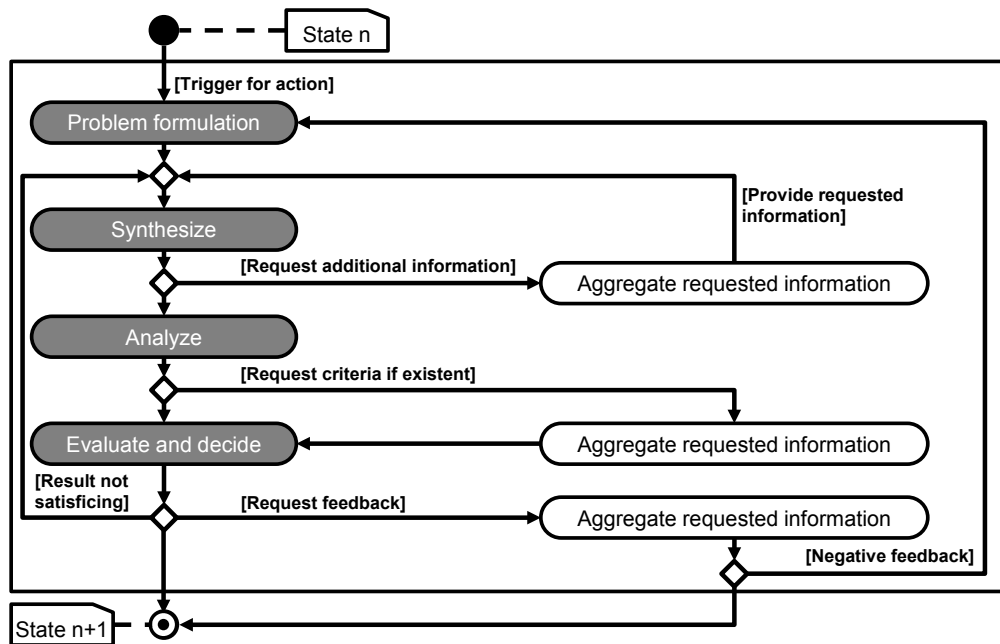 State n
[Trigger for action]
Problem formulation
[Provide requested
information]
Synthesize
[Request additional information]
Aggregate requested information
Analyze
[Request criteria if existent]
Evaluate and decide
Aggregate requested information
[Result not
satisficing]
[Request feedback]
Aggregate requested information
[Negative feedback]
State n+1